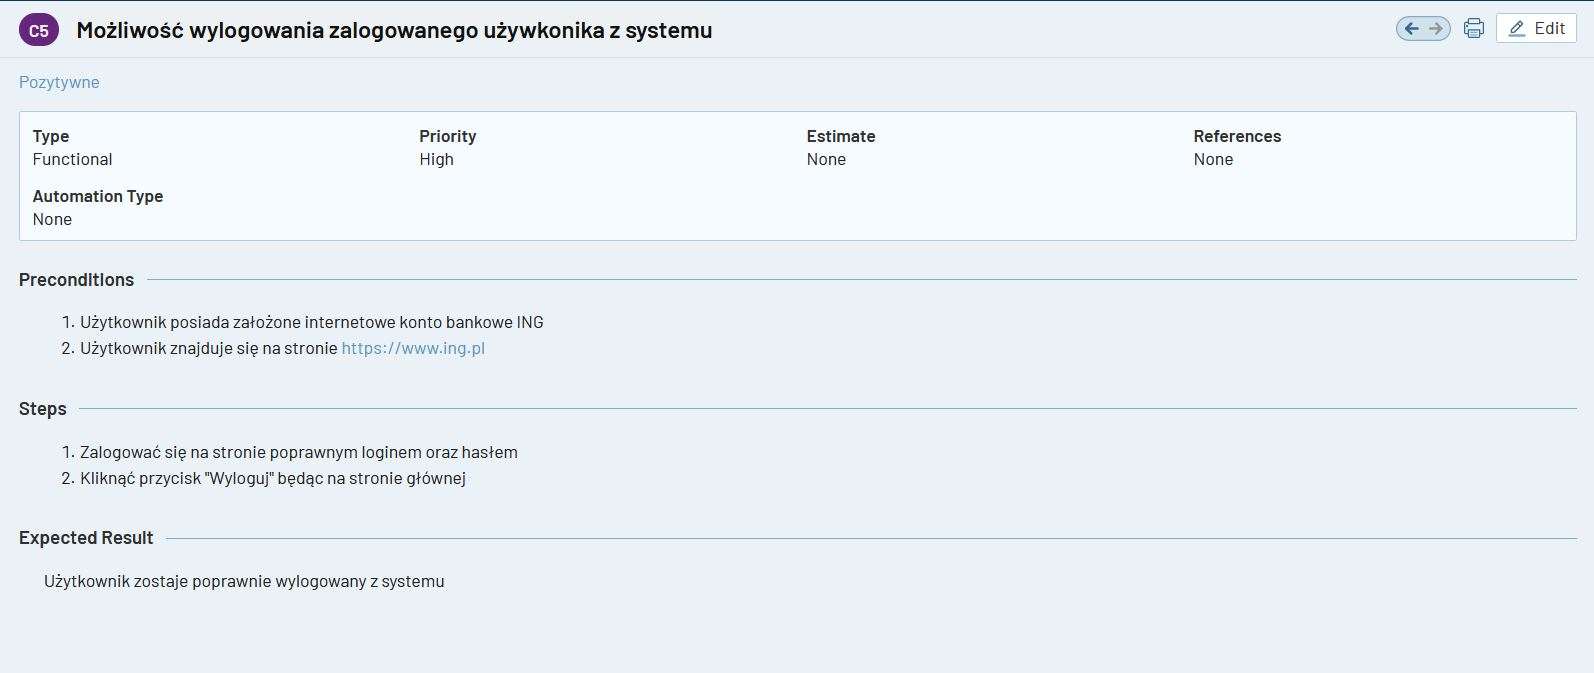 C5 Możliwość wylogowania zalogowanego używkonika z systemu Edit
Pozytywne
Type Priority Estimate References
Functional High None None
Automation Type
None
Preconditions
1. Użytkownik posiada założone internetowe konto bankowe ING
2. Użytkownik znajduje się na stronie https://www.ing.pl
Steps
1. Zalogować się na stronie poprawnym loginem oraz hasłem
2. Kliknąć przycisk "Wyloguj" będąc na stronie głównej
Expected Result
Użytkownik zostaje poprawnie wylogowany z systemu